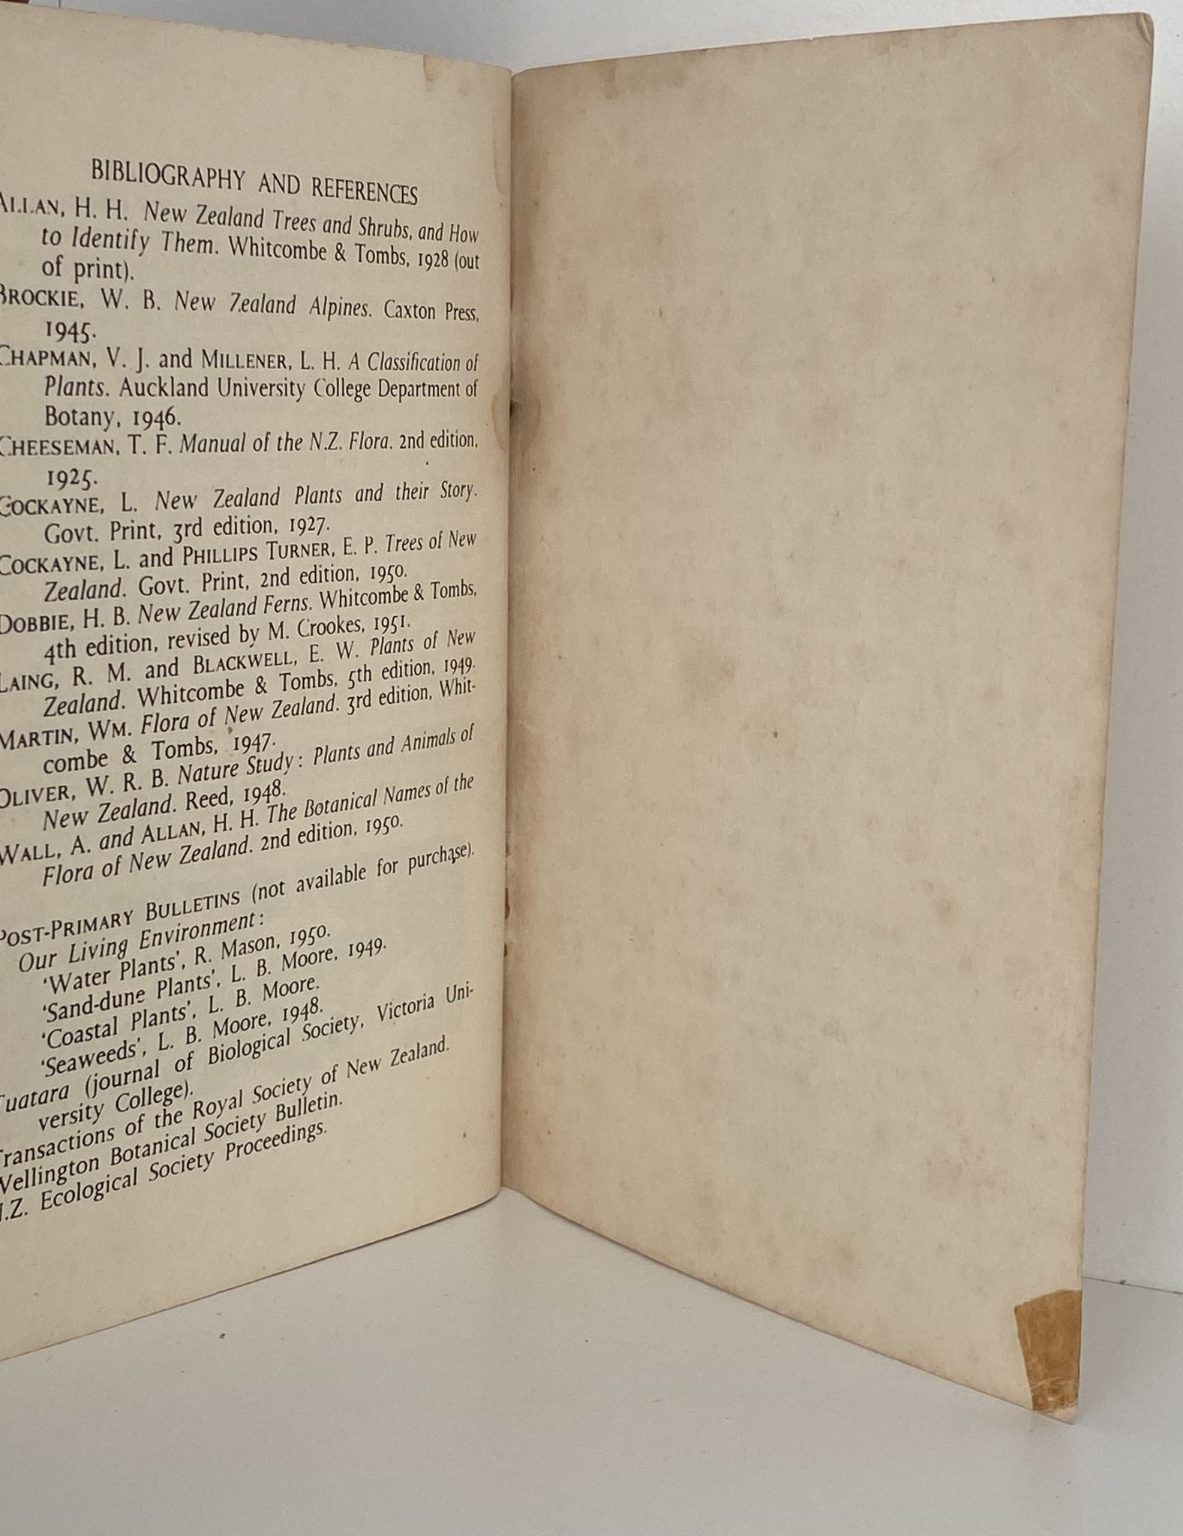 BIBLIOGRAPHY AND REFERENCES
ALLAN, H. H. New Zealand Trees and Shrubs, and How
to Identify Them. Whitcombe & Tombs, 1928 (out
of print).
BROCKIE, W. B. New Zealand Alpines. Caxton Press,
1945.
CHAPMAN, V. J. and MILLENER, L. H. A Classification of
Plants. Auckland University College Department of
Botany, 1946.
CHEESEMAN, T. F. Manual of the N.Z. Flora. 2nd edition,
1925.
COCKAYNE, L. New Zealand Plants and their Story.
Govt. Print, 3rd edition, 1927.
COCKAYNE, L. and PHILLIPS TURNER, E. P. Trees of New
Zealand. Govt. Print, 2nd edition, 1950.
DOBBIE, H. B. New Zealand Ferns. Whitcombe & Tombs,
4th edition, revised by M. Crookes, 1951.
LAING, R. M. and BLACKWELL, E. W. Plants of New
Zealand. Whitcombe & Tombs, 5th edition, 1949.
MARTIN, WM. Flora of New Zealand. 3rd edition, Whit-
combe & Tombs, 1947.
OLIVER, W. R. B. Nature Study: Plants and Animals of
New Zealand. Reed, 1948.
WALL, A. and ALLAN, H. H. The Botanical Names of the
Flora of New Zealand. 2nd edition, 1950.
POST-PRIMARY BULLETINS (not available for purchase).
Our Living Environment:
'Water Plants', R. Mason, 1950.
'Sand-dune Plants', L. B. Moore, 1949.
'Coastal Plants', L. B. Moore.
'Seaweeds', L. B. Moore, 1948.
Tuatara (journal of Biological Society, Victoria Uni-
versity College).
Transactions of the Royal Society of New Zealand.
Wellington Botanical Society Bulletin.
N.Z. Ecological Society Proceedings.